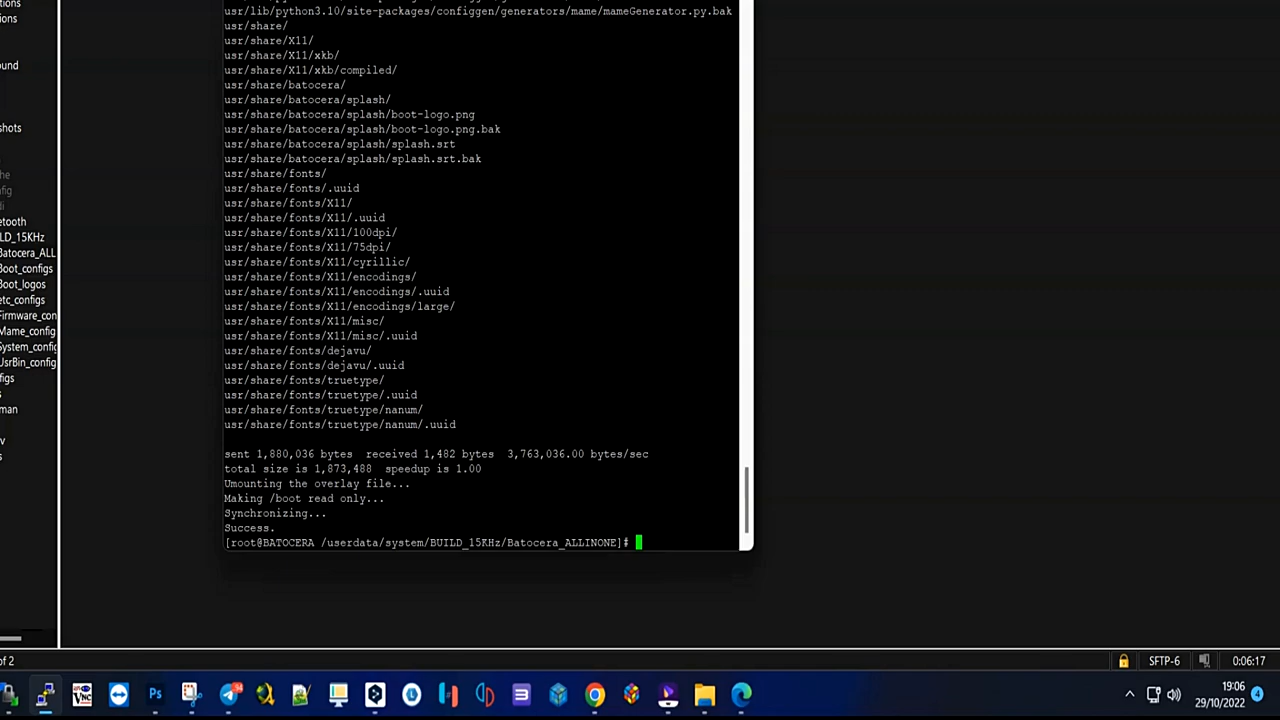 tions
ound
shots
he
nfig
di
etooth
LD_15KHz
Batocera_ALL
Boot_configs
Boot_logos
etc_configs
Firmware_con
Mame_config
System_config
UsrBin_config
figs
s
man
v
s
usr/lib/python3.10/site-packages/configgen/generators/mame/mameGenerator.py.bak
usr/share/
usr/share/X11/
usr/share/X11/xkb/
usr/share/X11/xkb/compiled/
usr/share/batocera/
usr/share/batocera/splash/
usr/share/batocera/splash/boot-logo.png
usr/share/batocera/splash/boot-logo.png.bak
usr/share/batocera/splash/splash.srt
usr/share/batocera/splash/splash.srt.bak
usr/share/fonts/
usr/share/fonts/.uuid
usr/share/fonts/X11/
usr/share/fonts/X11/.uuid
usr/share/fonts/X11/100dpi/
usr/share/fonts/X11/75dpi/
usr/share/fonts/X11/cyrillic/
usr/share/fonts/X11/encodings/
usr/share/fonts/X11/encodings/.uuid
usr/share/fonts/X11/encodings/large/
usr/share/fonts/X11/misc/
usr/share/fonts/X11/misc/.uuid
usr/share/fonts/dejavu/
usr/share/fonts/dejavu/.uuid
usr/share/fonts/truetype/
usr/share/fonts/truetype/.uuid
usr/share/fonts/truetype/nanum/
usr/share/fonts/truetype/nanum/.uuid
sent 1,880,036 bytes  received 1,482 bytes  3,763,036.00 bytes/sec
total size is 1,873,488  speedup is 1.00
Umounting the overlay file...
Making /boot read only...
Synchronizing...
Success.
[root@BATOCERA /userdata/system/BUILD_15KHz/Batocera_ALLINONE]#
of 2
SFTP-6
0:06:17
19:06
29/10/2022
4